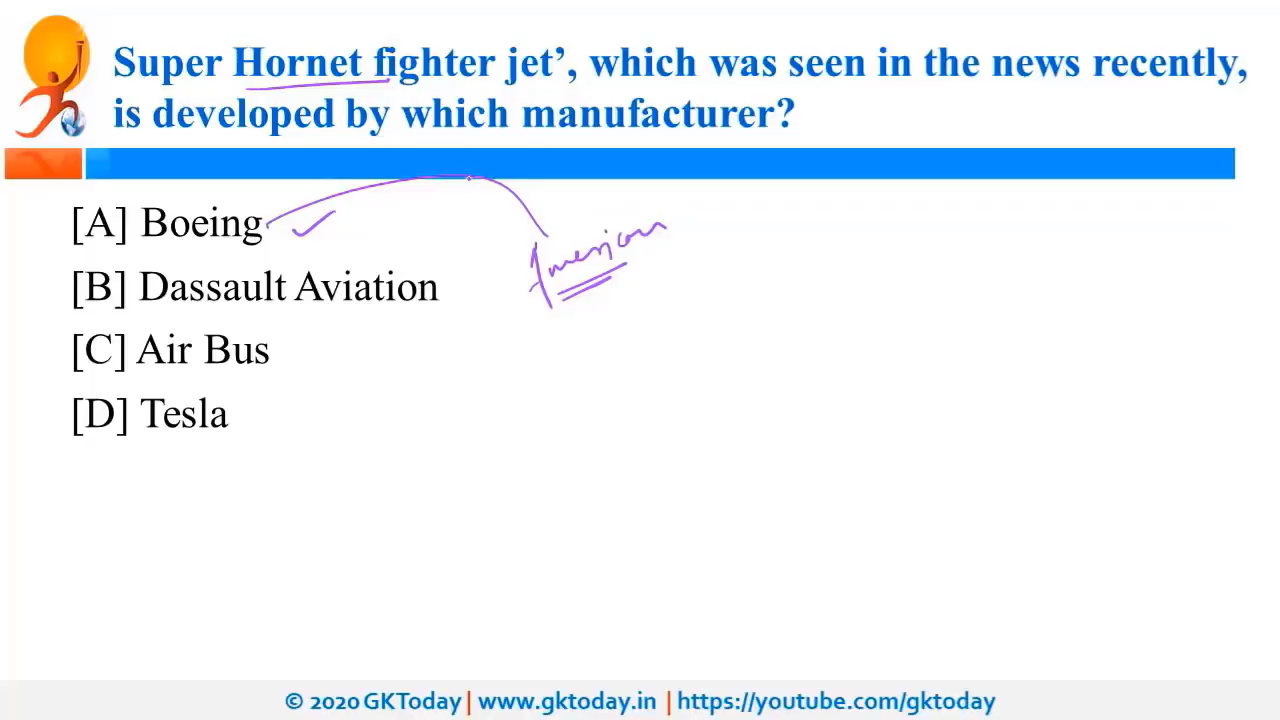 Super Hornet fighter jet’, which was seen in the news recently,
is developed by which manufacturer?
[A] Boeing
[B] Dassault Aviation
[C] Air Bus
[D] Tesla
© 2020 GKToday | www.gktoday.in | https://youtube.com/gktoday